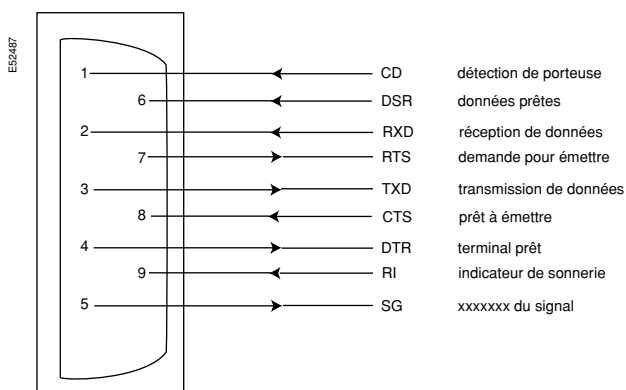 E52487
1 CD détection de porteuse
6 DSR données prêtes
2 RXD réception de données
7 RTS demande pour émettre
3 TXD transmission de données
8 CTS prêt à émettre
4 DTR terminal prêt
9 RI indicateur de sonnerie
5 SG xxxxxxx du signal